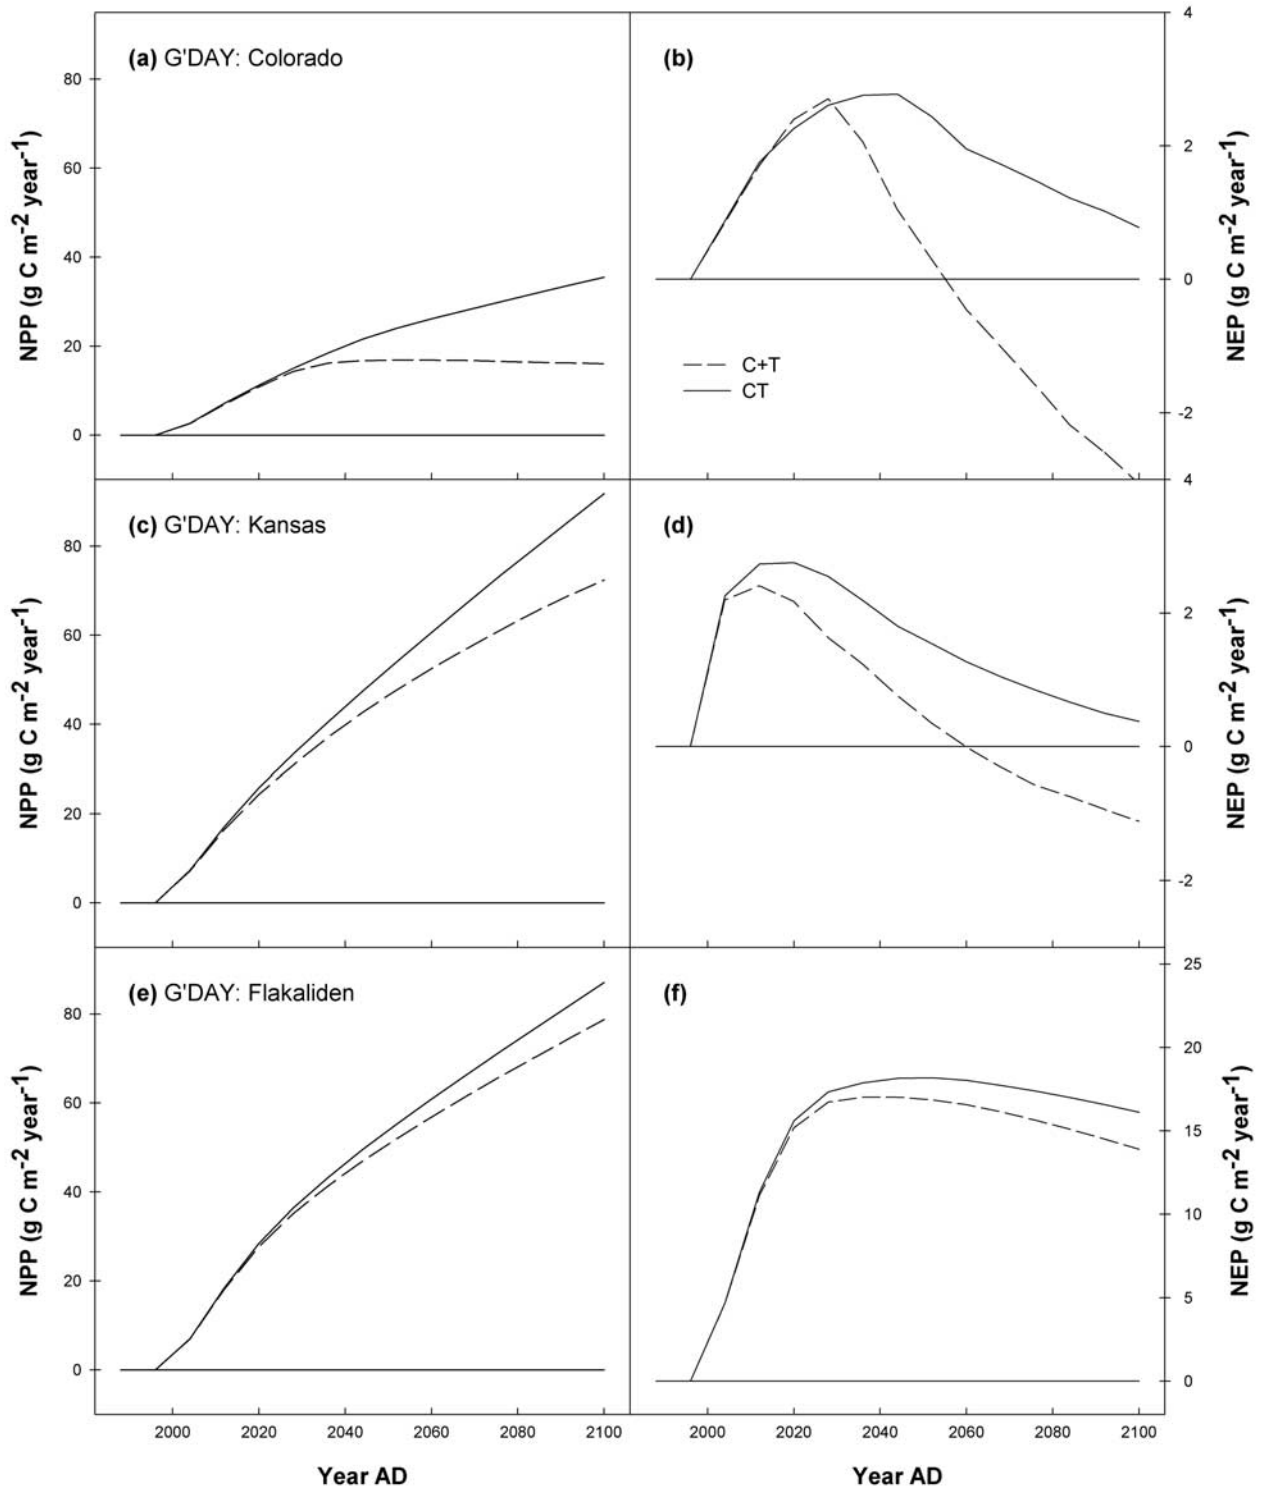 (a) G'DAY: Colorado
(b)
4
80
60
40
20
0
NPP (g C m-2 year-1)
2
0
-2
NEP (g C m-2 year-1)
C+T
CT
4
(c) G'DAY: Kansas
(d)
80
60
40
20
0
NPP (g C m-2 year-1)
2
0
-2
NEP (g C m-2 year-1)
(e) G'DAY: Flakaliden
(f)
80
60
40
20
0
NPP (g C m-2 year-1)
25
20
15
10
5
0
NEP (g C m-2 year-1)
2000 2020 2040 2060 2080 2100
2000 2020 2040 2060 2080 2100
Year AD
Year AD